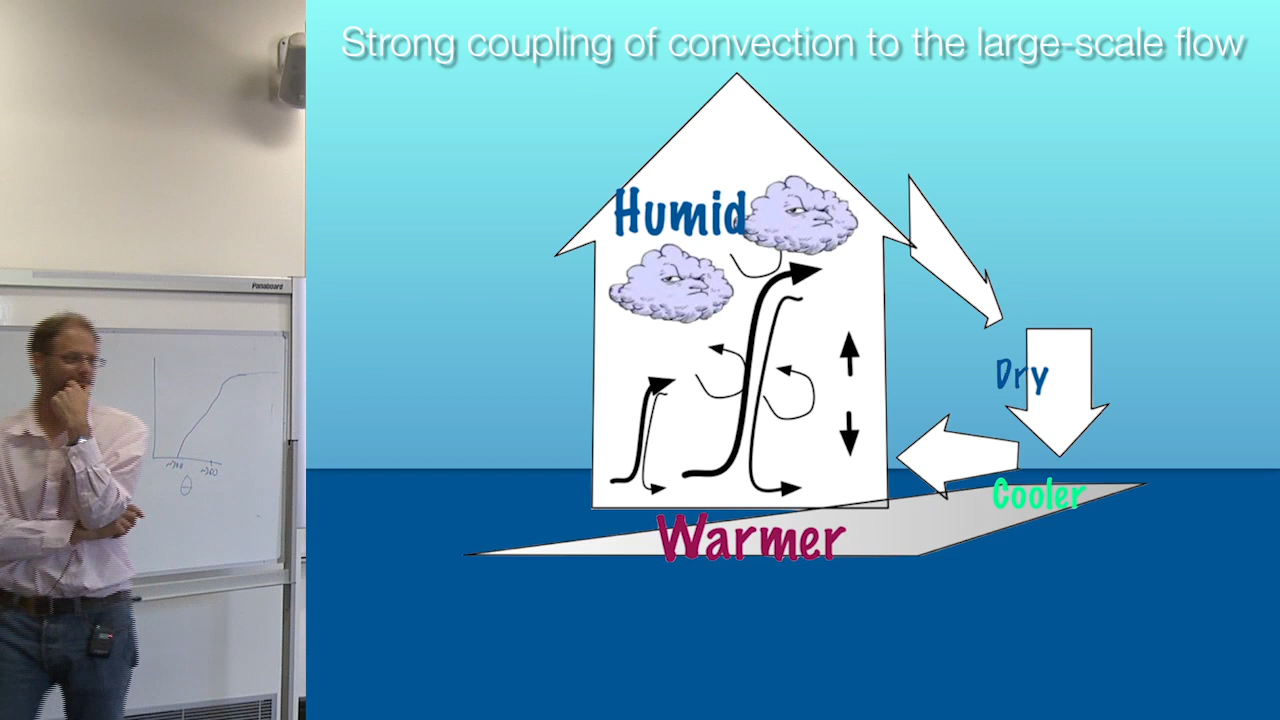 Strong coupling of convection to the large-scale flow
Humid
Dry
Cooler
Warmer
Panaboard
θ